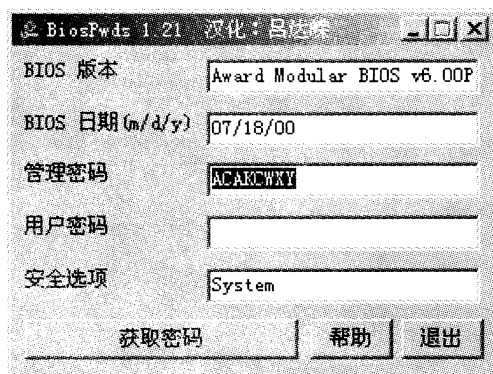 BiosPwds 1.21 汉化：吕达嵘
BIOS 版本
Award Modular BIOS v6.00P
BIOS 日期(m/d/y)
07/18/00
管理密码
ACAKCWXY
用户密码
安全选项
System
获取密码 帮助 退出